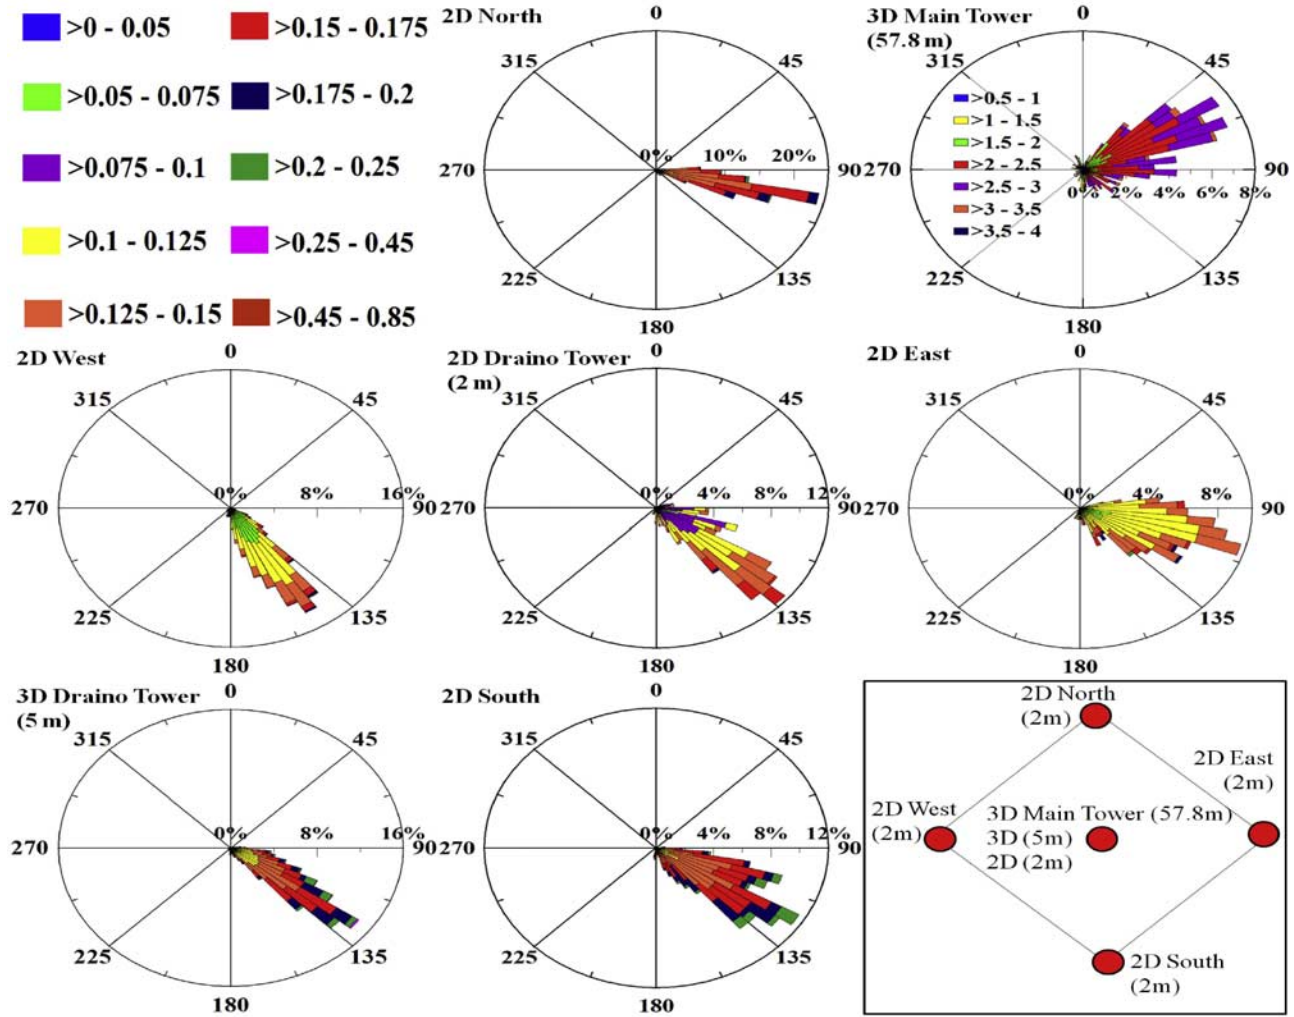 >0 - 0.05
>0.05 - 0.075
>0.075 - 0.1
>0.1 - 0.125
>0.125 - 0.15
>0.15 - 0.175
>0.175 - 0.2
>0.2 - 0.25
>0.25 - 0.45
>0.45 - 0.85
2D North
0
45
315
0% 10% 20%
270
90
225
135
180
3D Main Tower
(57.8 m)
0
45
315
>0.5 - 1
>1 - 1.5
>1.5 - 2
>2 - 2.5
>2.5 - 3
>3 - 3.5
>3.5 - 4
270
90
0% 2% 4% 6% 8%
225
135
180
2D West
0
315
45
0% 8% 16%
270
90
225
135
180
2D Draino Tower
(2 m)
0
315
45
0% 4% 8% 12%
270
90
225
135
180
2D East
0
315
45
0% 4% 8%
270
90
225
135
180
3D Draino Tower
(5 m)
0
315
45
0% 8% 16%
270
90
225
135
180
2D South
0
315
45
0% 4% 8% 12%
270
90
225
135
180
2D North
(2m)
2D East
(2m)
2D West
(2m)
3D Main Tower (57.8m)
3D (5m)
2D (2m)
2D South
(2m)